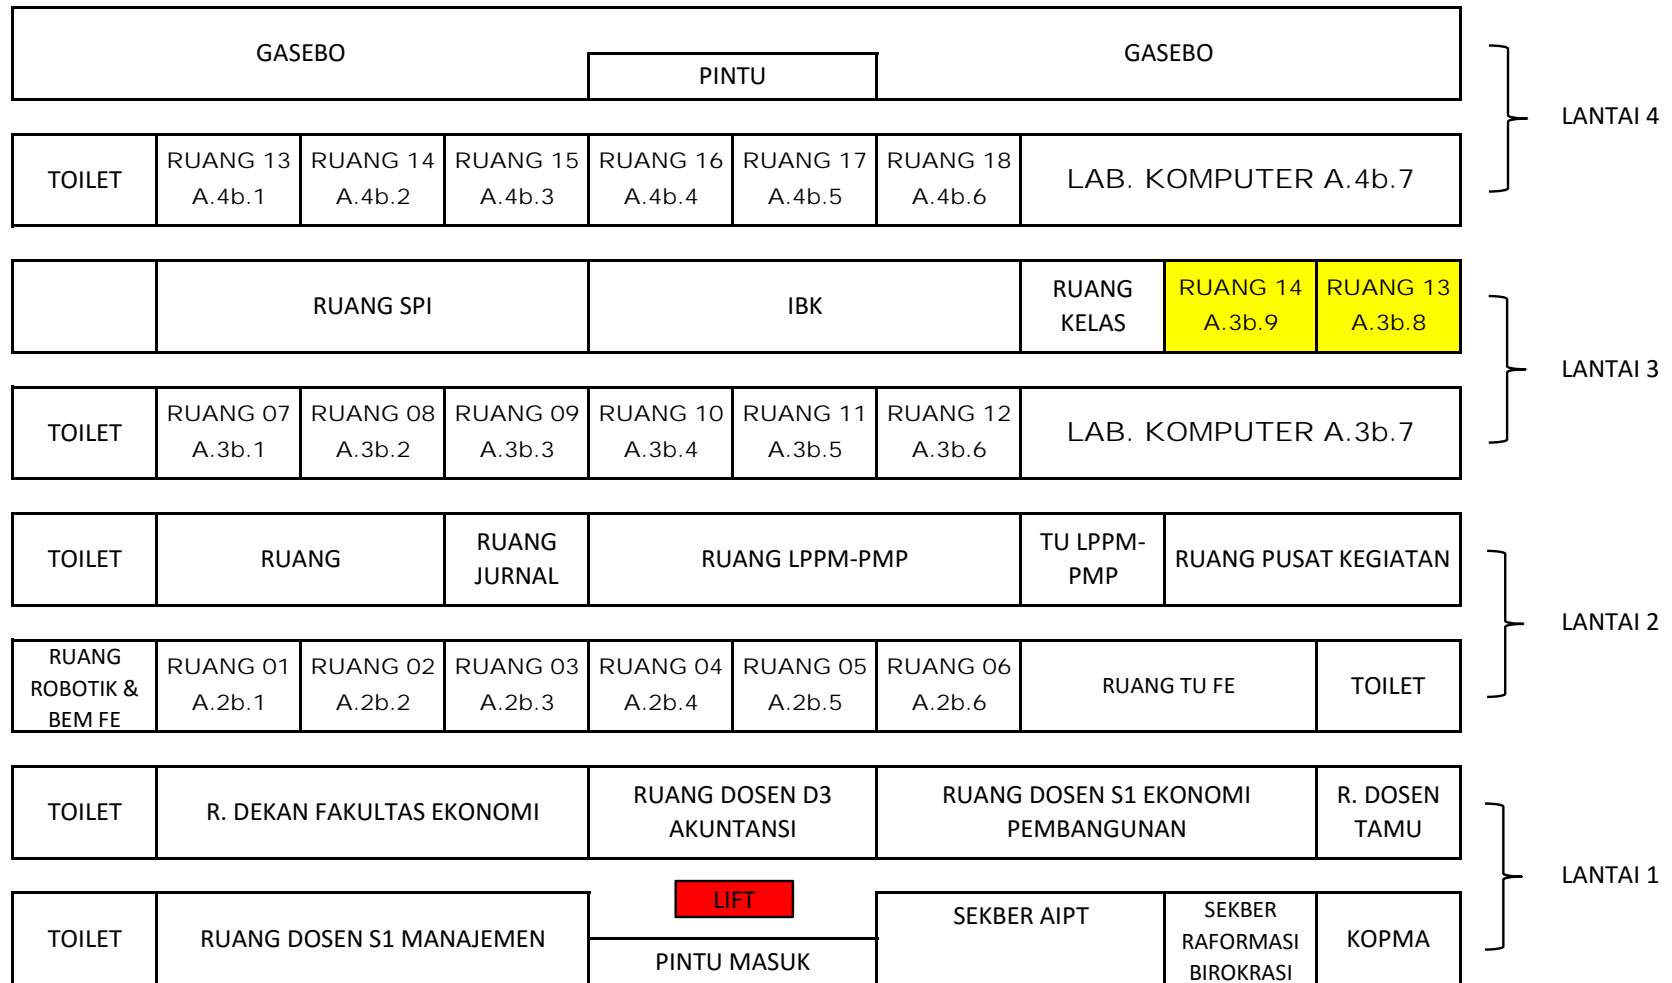 GASEBO
PINTU
GASEBO
LANTAI 4
TOILET
RUANG 13
A.4b.1
RUANG 14
A.4b.2
RUANG 15
A.4b.3
RUANG 16
A.4b.4
RUANG 17
A.4b.5
RUANG 18
A.4b.6
LAB. KOMPUTER A.4b.7
RUANG SPI
IBK
RUANG
KELAS
RUANG 14
A.3b.9
RUANG 13
A.3b.8
LANTAI 3
TOILET
RUANG 07
A.3b.1
RUANG 08
A.3b.2
RUANG 09
A.3b.3
RUANG 10
A.3b.4
RUANG 11
A.3b.5
RUANG 12
A.3b.6
LAB. KOMPUTER A.3b.7
TOILET
RUANG
RUANG
JURNAL
RUANG LPPM-PMP
TU LPPM-
PMP
RUANG PUSAT KEGIATAN
LANTAI 2
RUANG
ROBOTIK &
BEM FE
RUANG 01
A.2b.1
RUANG 02
A.2b.2
RUANG 03
A.2b.3
RUANG 04
A.2b.4
RUANG 05
A.2b.5
RUANG 06
A.2b.6
RUANG TU FE
TOILET
TOILET
R. DEKAN FAKULTAS EKONOMI
RUANG DOSEN D3
AKUNTANSI
RUANG DOSEN S1 EKONOMI
PEMBANGUNAN
R. DOSEN
TAMU
LANTAI 1
TOILET
RUANG DOSEN S1 MANAJEMEN
LIFT
PINTU MASUK
SEKBER AIPT
SEKBER
RAFORMASI
BIROKRASI
KOPMA